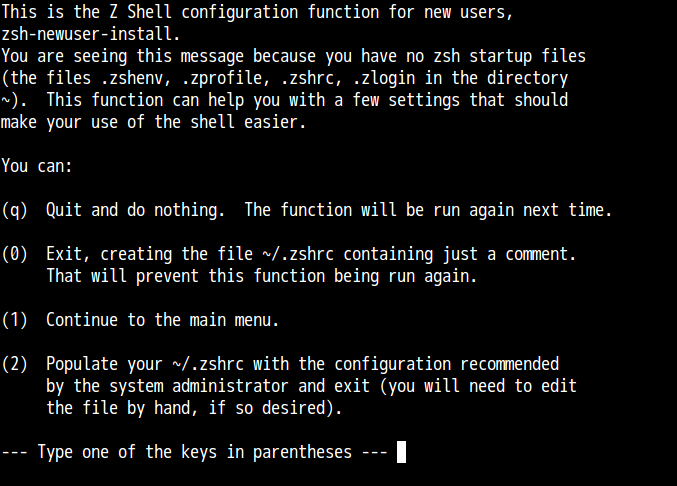 This is the Z Shell configuration function for new users,
zsh-newuser-install.
You are seeing this message because you have no zsh startup files
(the files .zshenv, .zprofile, .zshrc, .zlogin in the directory
~).  This function can help you with a few settings that should
make your use of the shell easier.

You can:

(q)  Quit and do nothing.  The function will be run again next time.

(0)  Exit, creating the file ~/.zshrc containing just a comment.
     That will prevent this function being run again.

(1)  Continue to the main menu.

(2)  Populate your ~/.zshrc with the configuration recommended
     by the system administrator and exit (you will need to edit
     the file by hand, if so desired).

--- Type one of the keys in parentheses ---